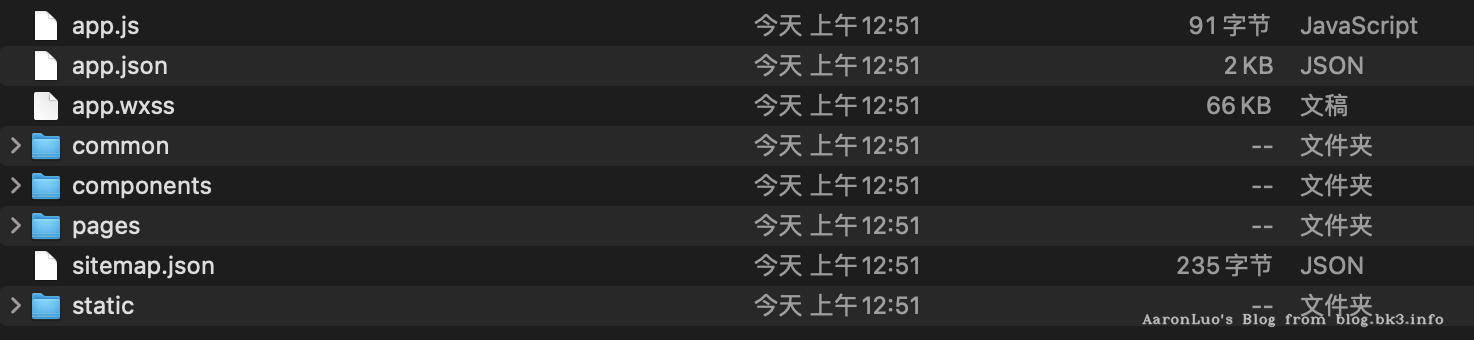 app.js 今天 上午12:51 91 字节 JavaScript
app.json 今天 上午12:51 2 KB JSON
app.wxss 今天 上午12:51 66 KB 文稿
common 今天 上午12:51 -- 文件夹
components 今天 上午12:51 -- 文件夹
pages 今天 上午12:51 -- 文件夹
sitemap.json 今天 上午12:51 235 字节 JSON
static 今天 上午12:51 -- 文件夹
AaronLuo's Blog from blog.bk3.info